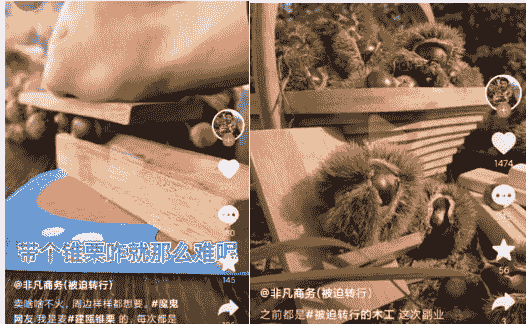 带个锥栗咋就那么难呢
@非凡商务(被迫转行)
卖啥啥不火，周边样样都想要，#魔鬼
网友 我是卖#建瓯锥栗 的，每次都是
1474
56
@非凡商务(被迫转行)
之前都是#被迫转行的木工 这次副业